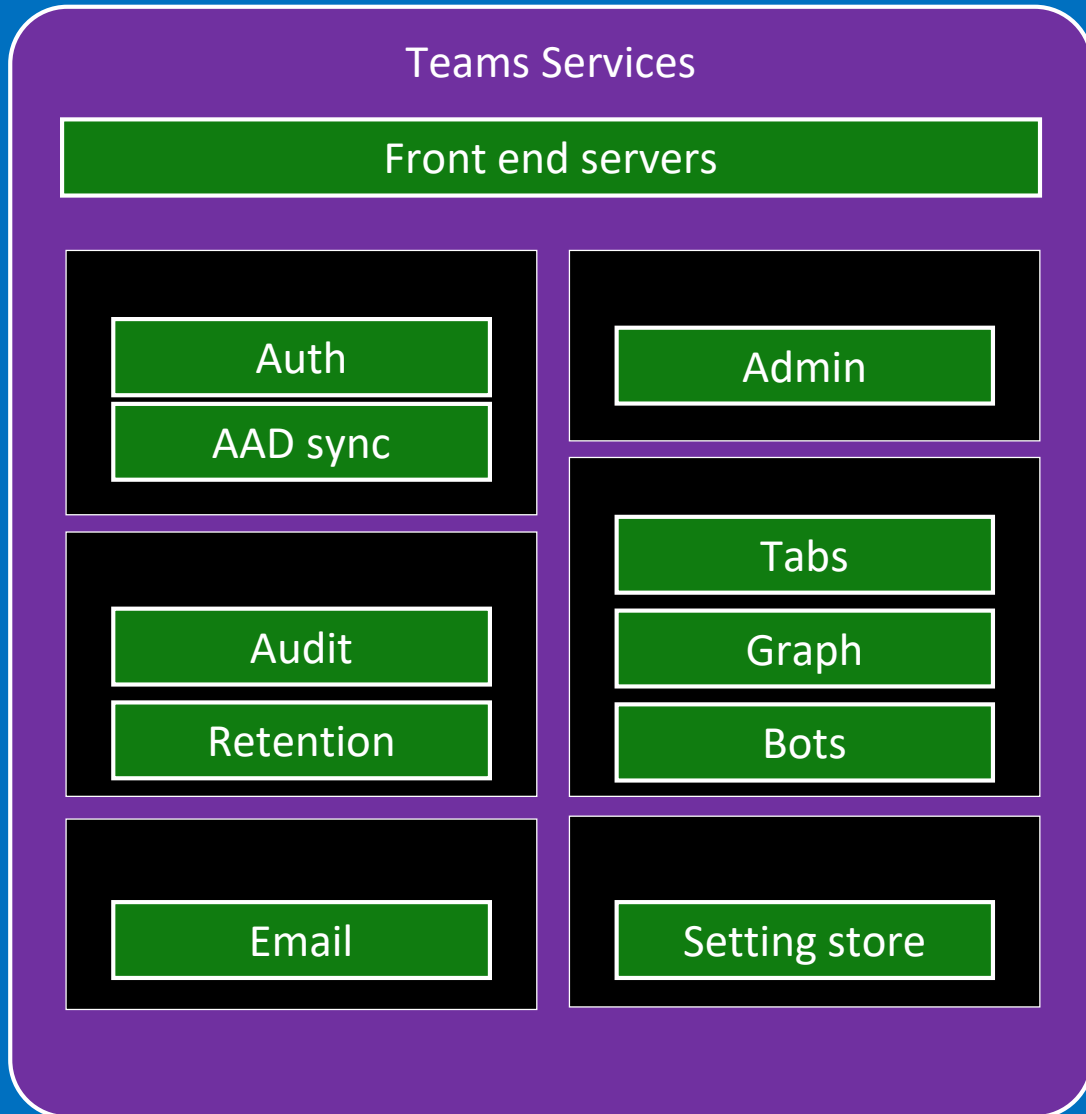 Teams Services
Front end servers
Auth
AAD sync
Audit
Retention
Email
Admin
Tabs
Graph
Bots
Setting store